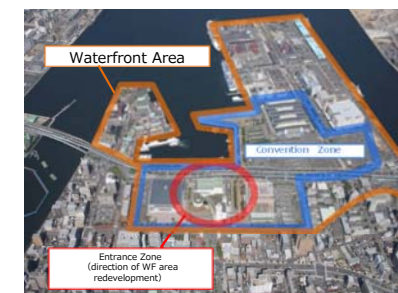 Waterfront Area
Convention Zone
Entrance Zone
(direction of WF area
redevelopment)